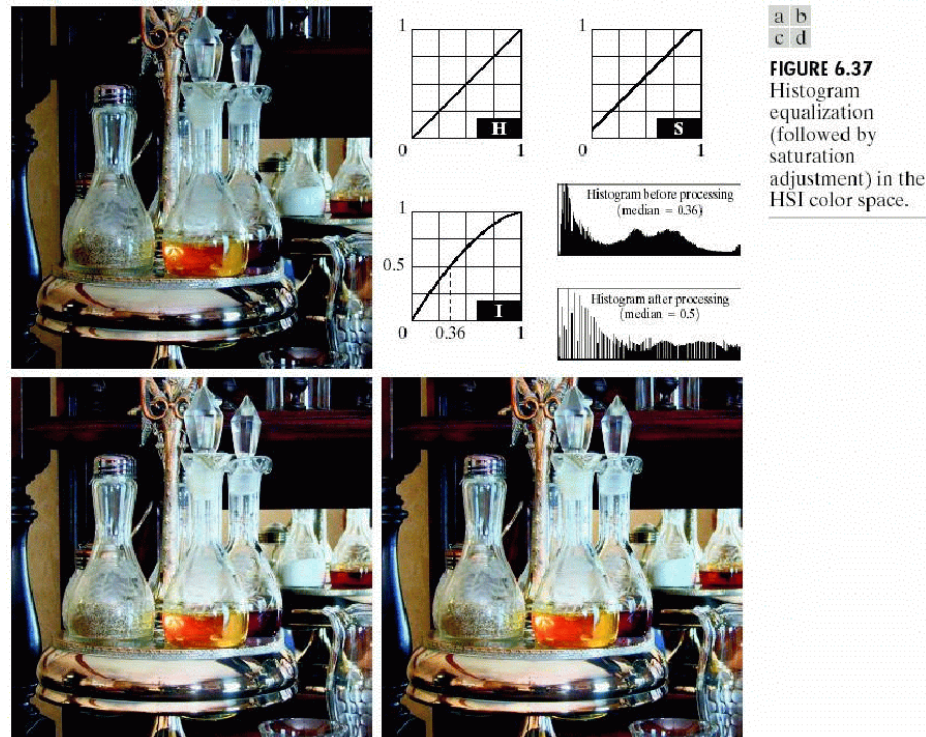 1
H
0
1
1
S
0
1
1
0.5
I
0
0.36
1
Histogram before processing
(median = 0.36)
Histogram after processing
(median = 0.5)
a b
c d
FIGURE 6.37
Histogram
equalization
(followed by
saturation
adjustment) in the
HSI color space.